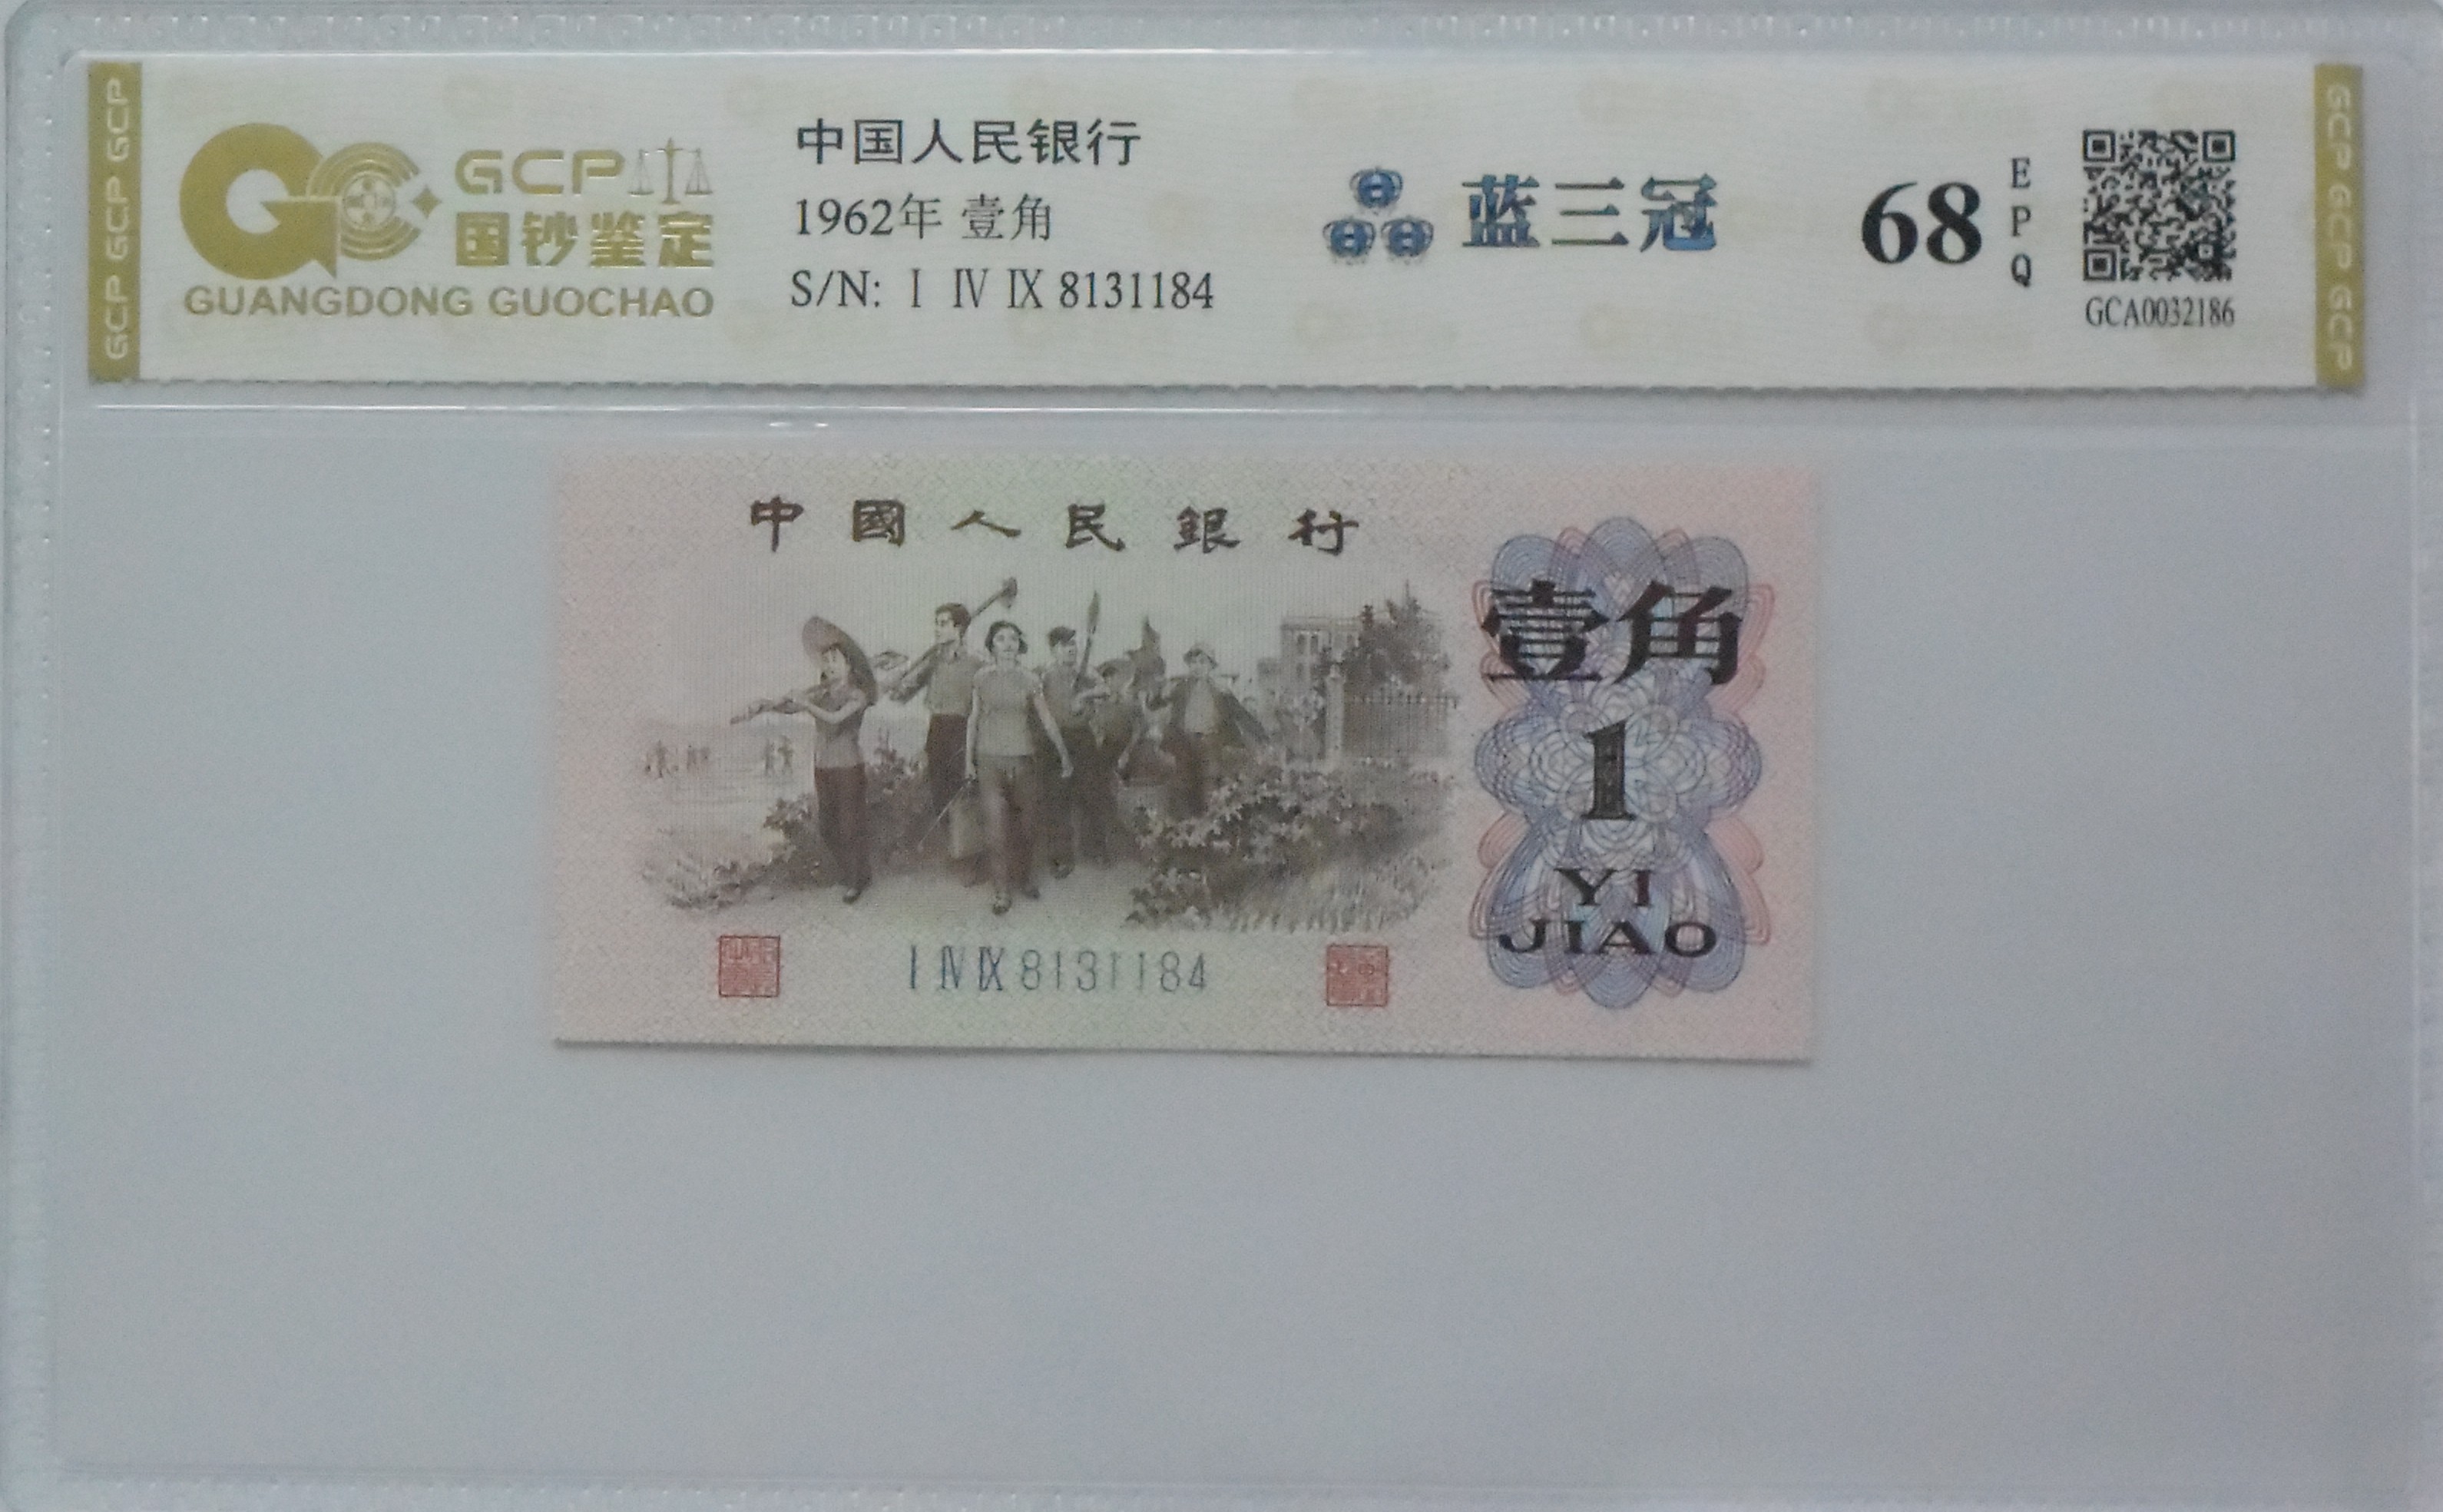 GCP GCP GCP
GCP
国钞鉴定
GUANGDONG GUOCHAO
中国人民银行
1962年 壹角
S/N: Ⅰ Ⅳ Ⅸ 8131184
蓝三冠
68
E
P
Q
GCA0032186
GCP GCP GCP
中國人民銀行
壹角
1
YI
JIAO
Ⅰ Ⅳ Ⅸ 8131184